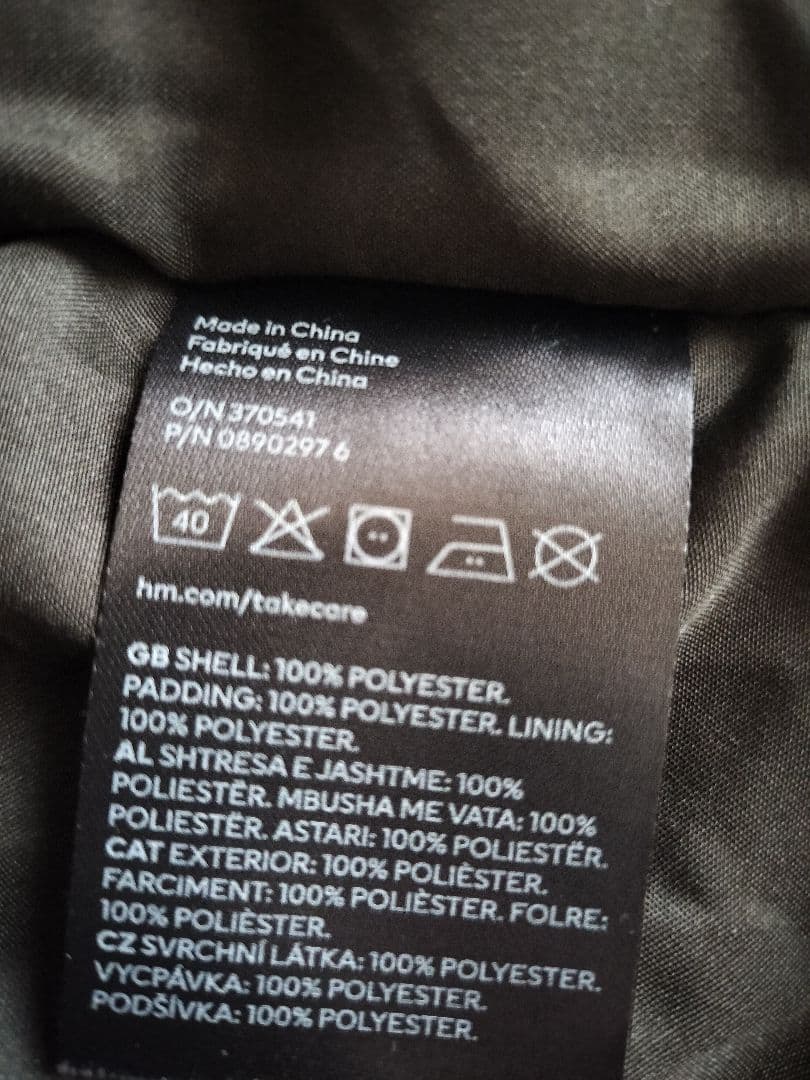 Made in China
Fabriqué en Chine
Hecho en China
O/N 370541
P/N 0890297 6
40
hm.com/takecare
GB SHELL: 100% POLYESTER.
PADDING: 100% POLYESTER. LINING:
100% POLYESTER.
AL SHTRESA E JASHTME: 100%
POLIESTËR. MBUSHA ME VATA: 100%
POLIESTËR. ASTARI: 100% POLIESTËR.
CAT EXTERIOR: 100% POLIÈSTER.
FARCIMENT: 100% POLIÈSTER. FOLRE:
100% POLIÈSTER.
CZ SVRCHNÍ LÁTKA: 100% POLYESTER.
VYCPÁVKA: 100% POLYESTER.
PODŠÍVKA: 100% POLYESTER.